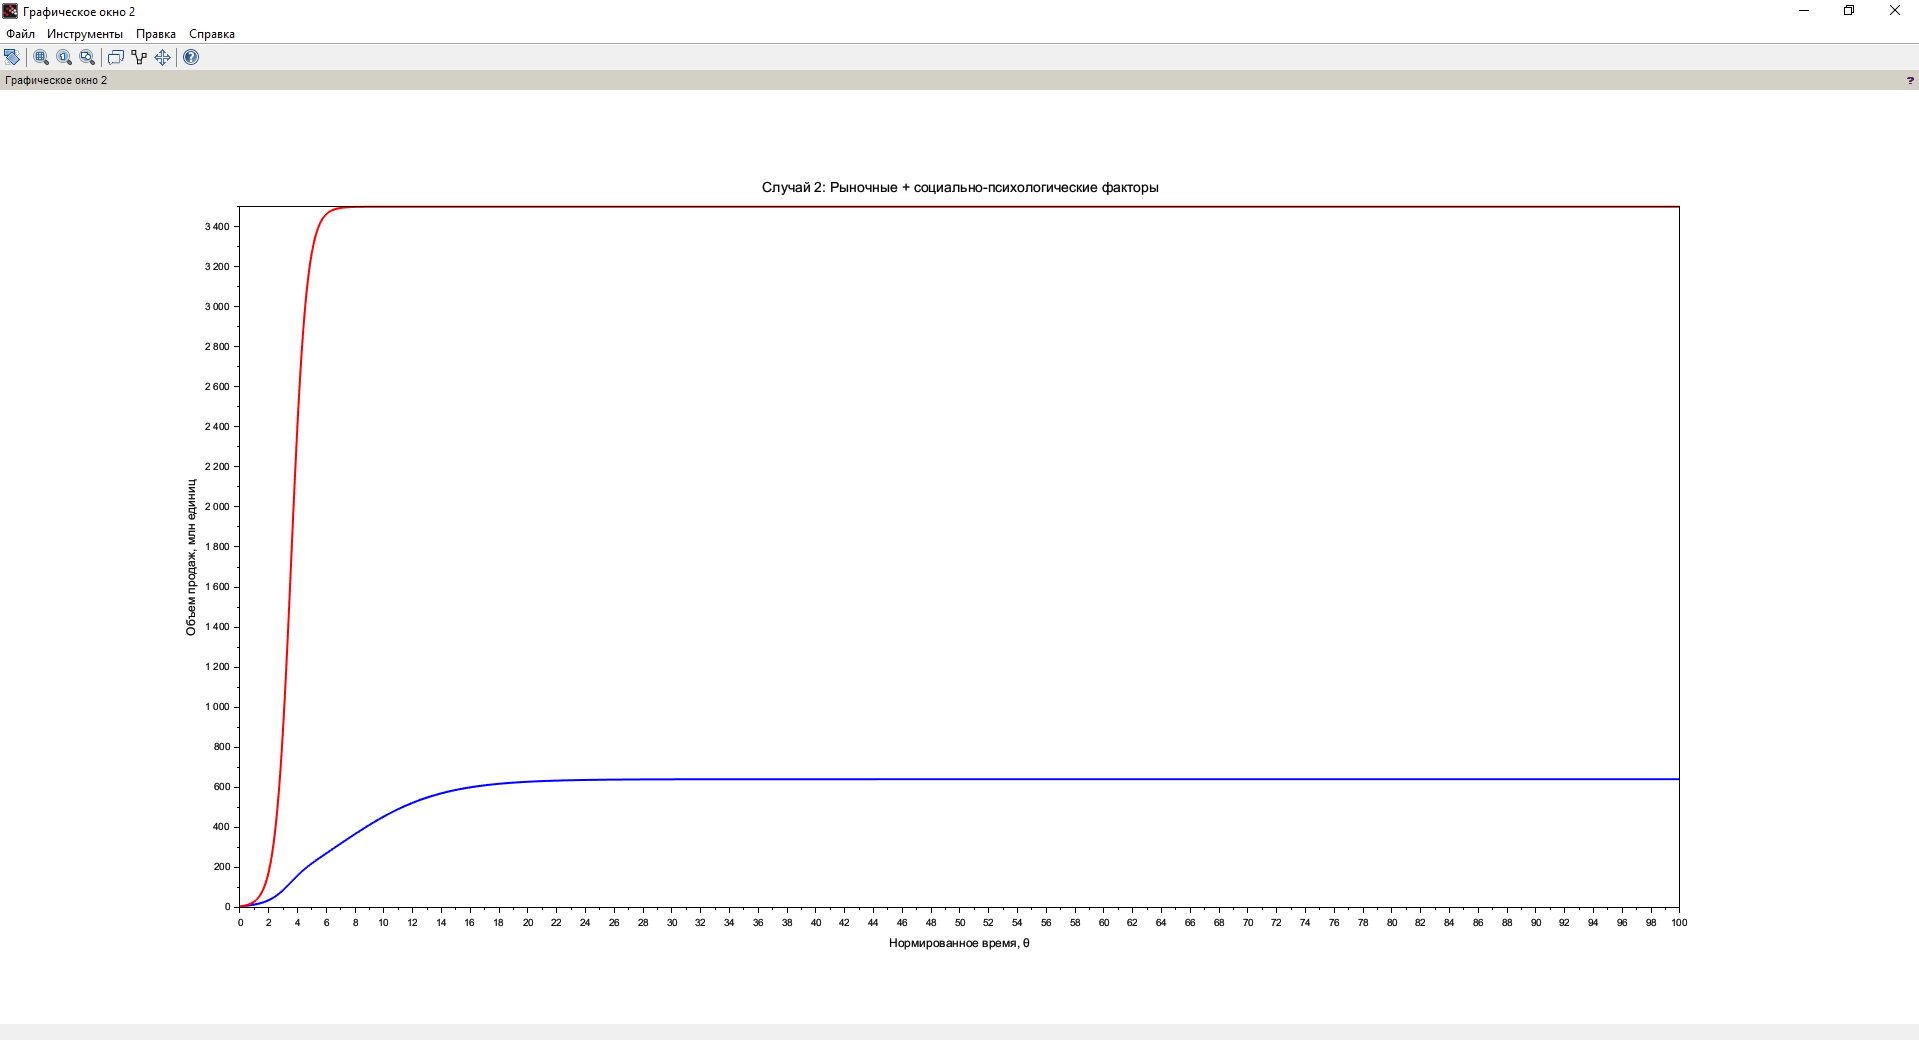 Графическое окно 2
Файл Инструменты Правка Справка
Графическое окно 2 ?
Случай 2: Рыночные + социально-психологические факторы
Объем продаж, млн единиц
3 400
3 200
3 000
2 800
2 600
2 400
2 200
2 000
1 800
1 600
1 400
1 200
1 000
800
600
400
200
0
0 2 4 6 8 10 12 14 16 18 20 22 24 26 28 30 32 34 36 38 40 42 44 46 48 50 52 54 56 58 60 62 64 66 68 70 72 74 76 78 80 82 84 86 88 90 92 94 96 98 100
Нормированное время, θ